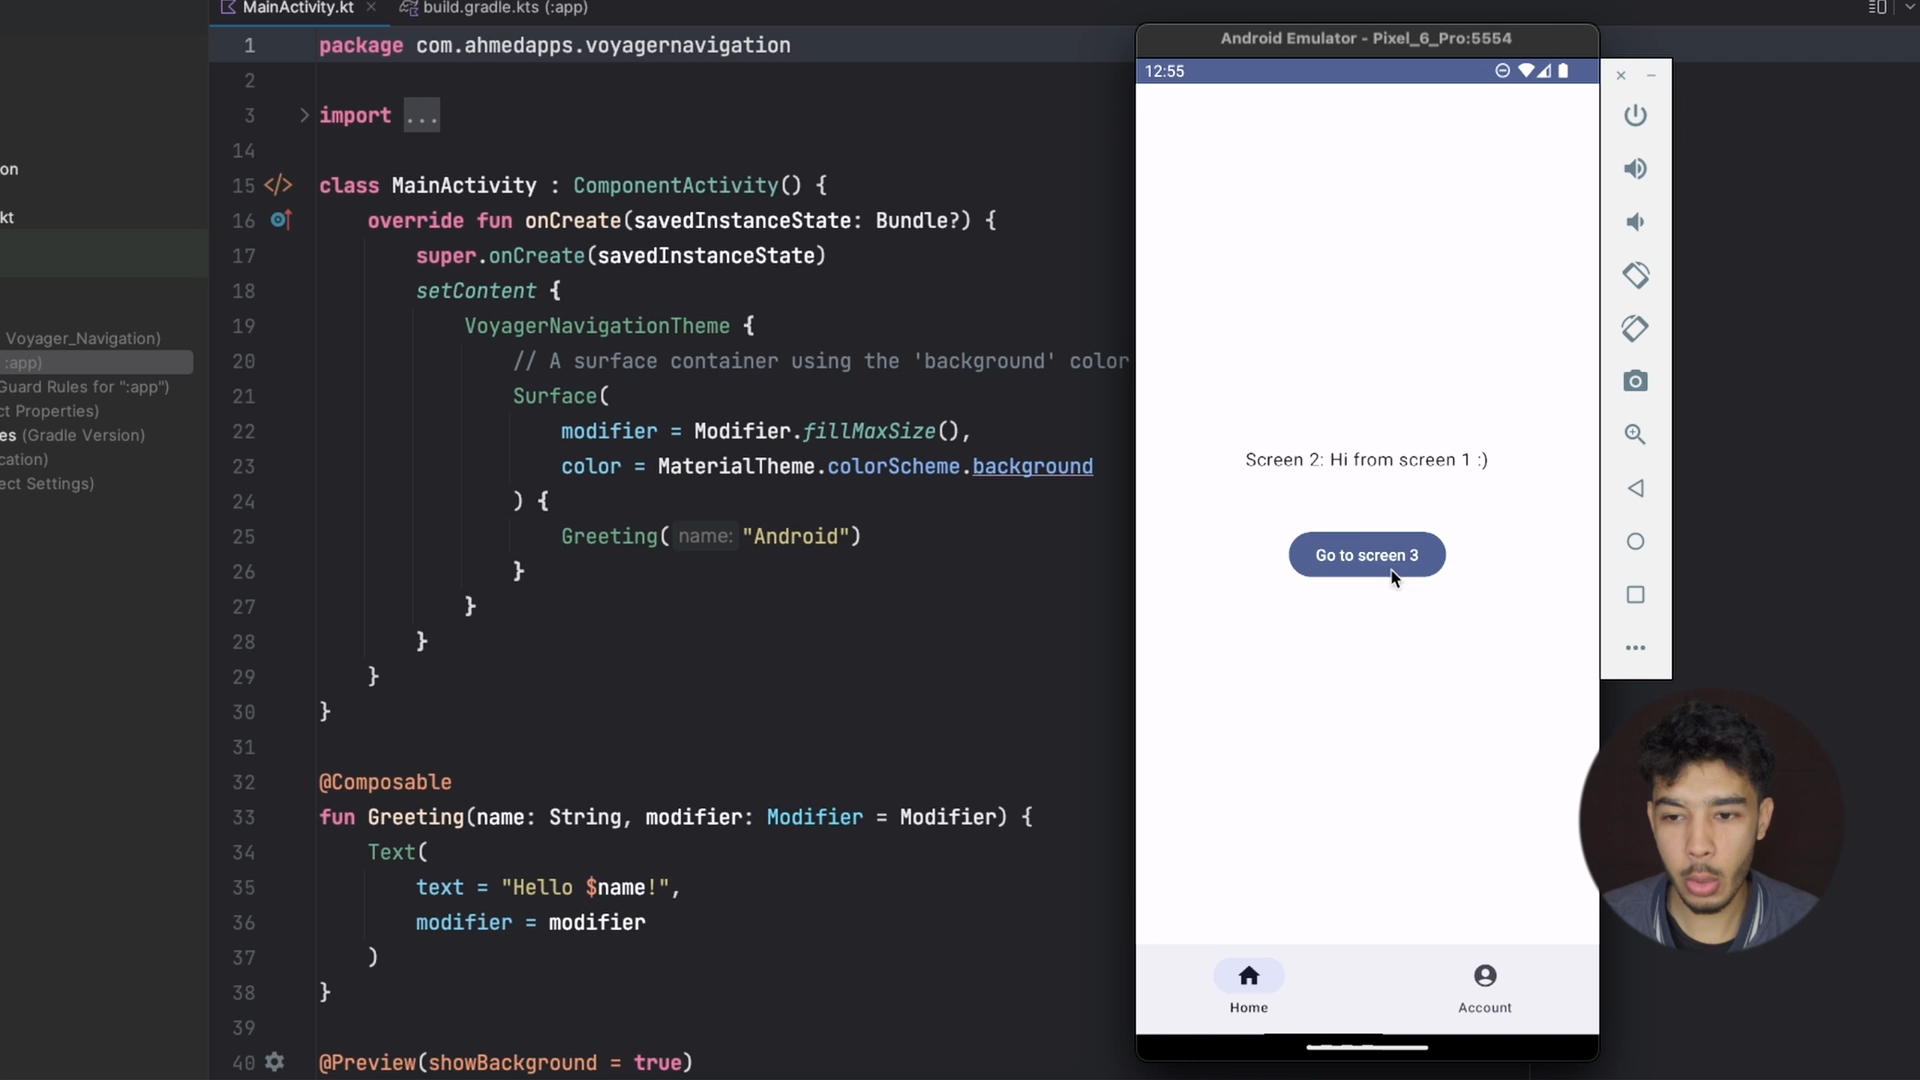 MainActivity.kt
build.gradle.kts (:app)
on
kt
Voyager_Navigation)
:app)
Guard Rules for ":app")
ct Properties)
es (Gradle Version)
cation)
ect Settings)
1 package com.ahmedapps.voyagernavigation
2
3 import ...
14
15 class MainActivity : ComponentActivity() {
16 override fun onCreate(savedInstanceState: Bundle?) {
17 super.onCreate(savedInstanceState)
18 setContent {
19 VoyagerNavigationTheme {
20 // A surface container using the 'background' color
21 Surface(
22 modifier = Modifier.fillMaxSize(),
23 color = MaterialTheme.colorScheme.background
24 ) {
25 Greeting( name: "Android")
26 }
27 }
28 }
29 }
30 }
31
32 @Composable
33 fun Greeting(name: String, modifier: Modifier = Modifier) {
34 Text(
35 text = "Hello $name!",
36 modifier = modifier
37 )
38 }
39
40 @Preview(showBackground = true)
Android Emulator - Pixel_6_Pro:5554
12:55
Screen 2: Hi from screen 1 :)
Go to screen 3
Home
Account